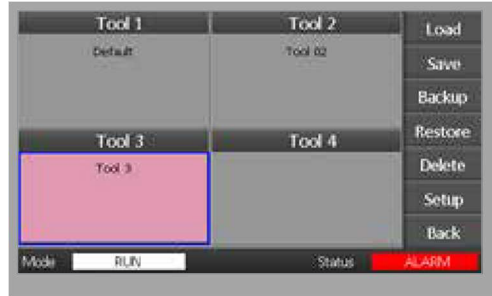 Tool 1
Tool 2
Load
Default
Tool 02
Save
Backup
Restore
Tool 3
Tool 4
Tool 3
Delete
Setup
Back
Mode
RUN
Status
ALARM